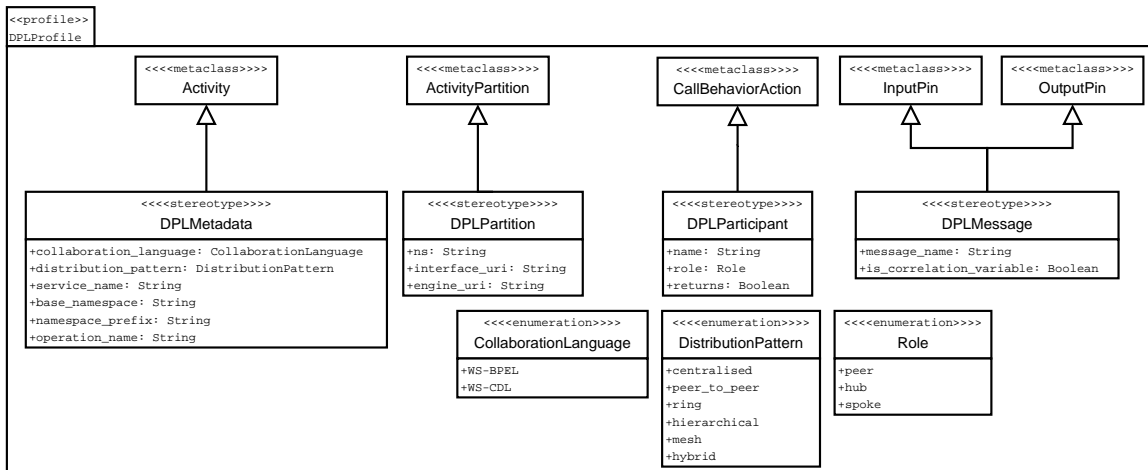 <<profile>>
DPLProfile
<<<<metaclass>>>>
Activity
<<<<metaclass>>>>
ActivityPartition
<<<<metaclass>>>>
CallBehaviorAction
<<<<metaclass>>>>
InputPin
<<<<metaclass>>>>
OutputPin
<<<<stereotype>>>>
DPLMetadata
+collaboration_language: CollaborationLanguage
+distribution_pattern: DistributionPattern
+service_name: String
+base_namespace: String
+namespace_prefix: String
+operation_name: String
<<<<stereotype>>>>
DPLPartition
+ns: String
+interface_uri: String
+engine_uri: String
<<<<stereotype>>>>
DPLParticipant
+name: String
+role: Role
+returns: Boolean
<<<<stereotype>>>>
DPLMessage
+message_name: String
+is_correlation_variable: Boolean
<<<<enumeration>>>>
CollaborationLanguage
+WS-BPEL
+WS-CDL
<<<<enumeration>>>>
DistributionPattern
+centralised
+peer_to_peer
+ring
+hierarchical
+mesh
+hybrid
<<<<enumeration>>>>
Role
+peer
+hub
+spoke